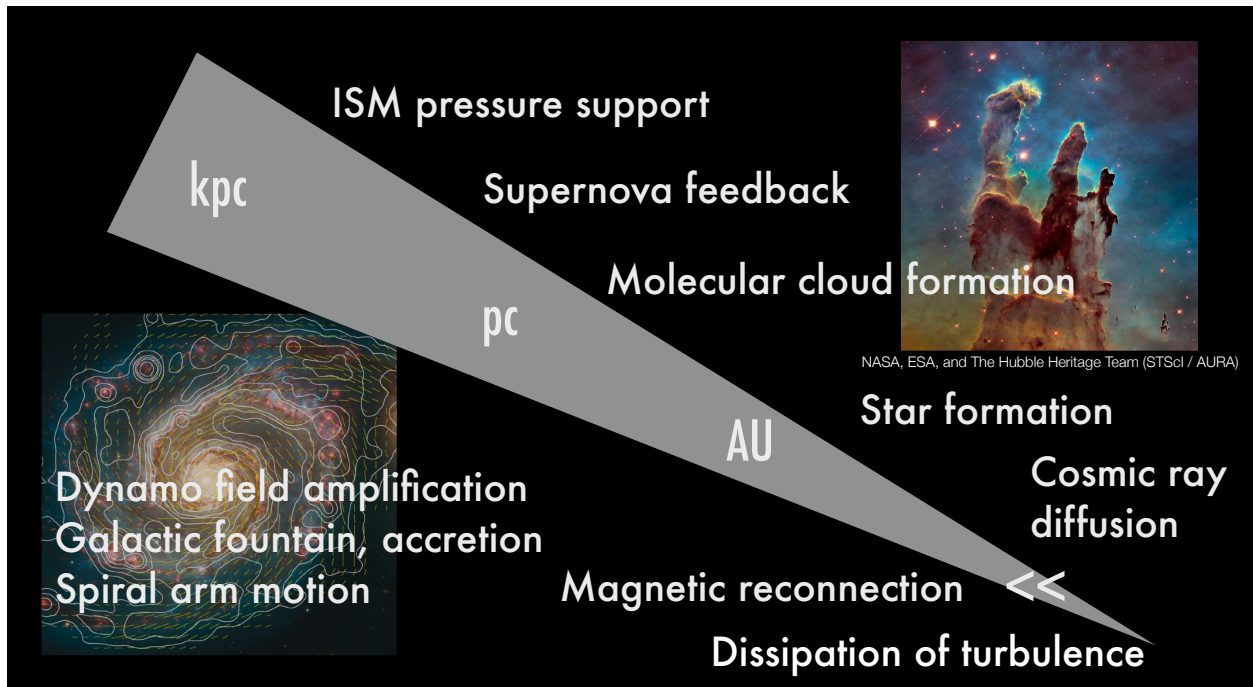 ISM pressure support
kpc
Supernova feedback
Molecular cloud formation
pc
NASA, ESA, and The Hubble Heritage Team (STScI / AURA)
Star formation
AU
Cosmic ray
diffusion
Dynamo field amplification
Galactic fountain, accretion
Spiral arm motion
Magnetic reconnection
<<
Dissipation of turbulence